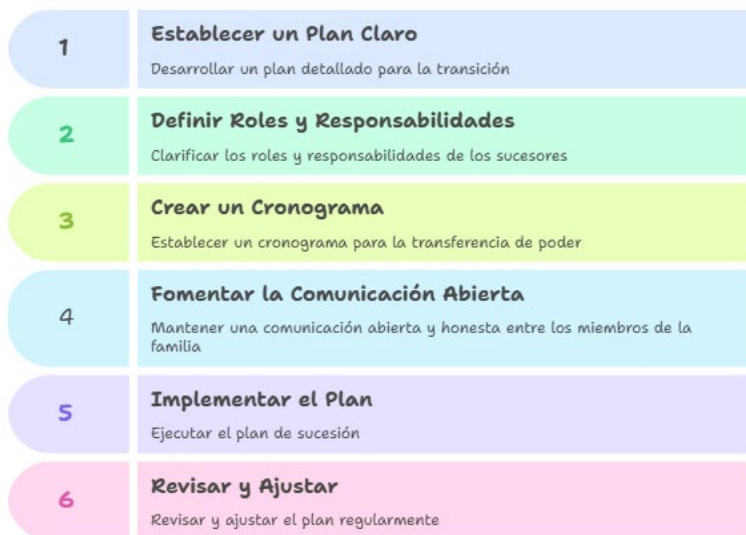 1
Establecer un Plan Claro
Desarrollar un plan detallado para la transición
2
Definir Roles y Responsabilidades
Clarificar los roles y responsabilidades de los sucesores
3
Crear un Cronograma
Establecer un cronograma para la transferencia de poder
4
Fomentar la Comunicación Abierta
Mantener una comunicación abierta y honesta entre los miembros de la
familia
5
Implementar el Plan
Ejecutar el plan de sucesión
6
Revisar y Ajustar
Revisar y ajustar el plan regularmente